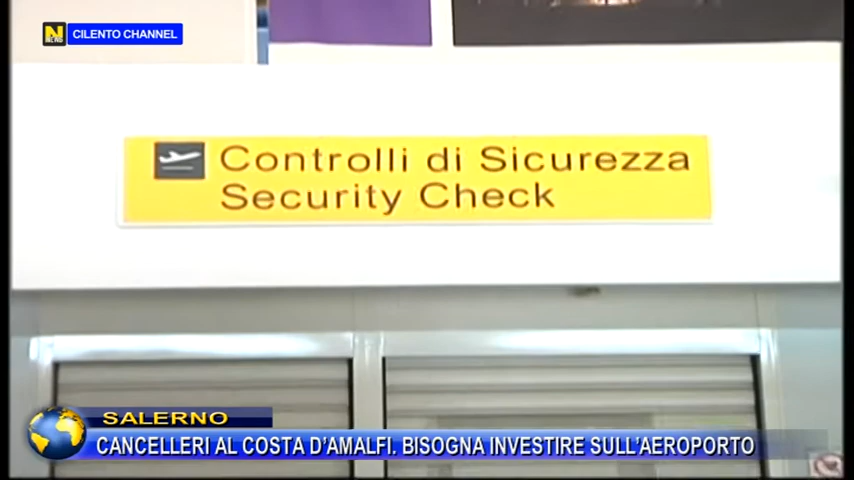 N
CILENTO CHANNEL
Controlli di Sicurezza
Security Check
SALERNO
CANCELLERI AL COSTA D'AMALFI. BISOGNA INVESTIRE SULL'AEROPORTO